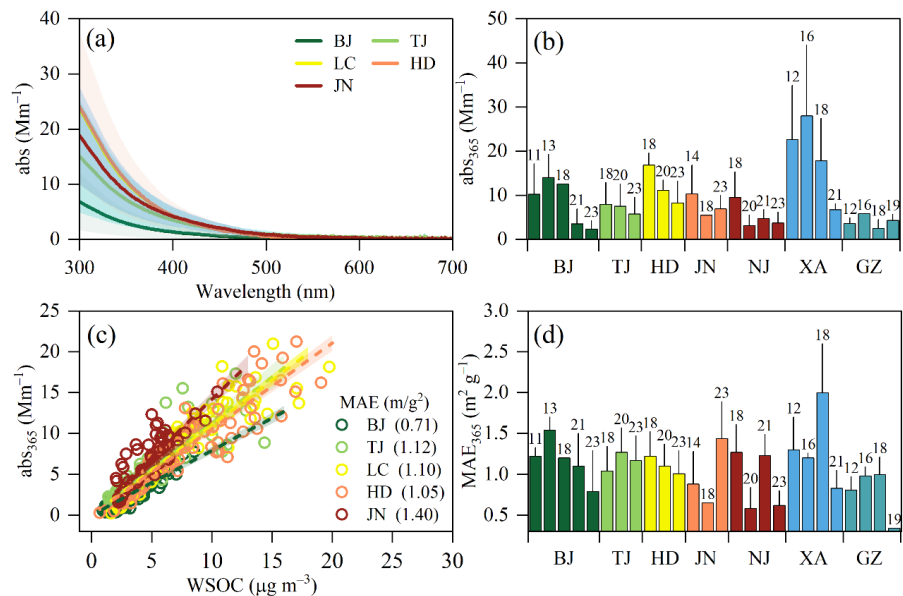 (a)
BJ TJ
LC HD
JN
abs (Mm⁻¹)
40
30
20
10
0
300 400 500 600 700
Wavelength (nm)
(b)
abs₃₆₅ (Mm⁻¹)
50
40
30
20
10
0
11 13 18 21 23 18 20 23 18 20 23 14 18 23 18 20 21 23 12 16 18 21 12 16 18 19
BJ TJ HD JN NJ XA GZ
(c)
abs₃₆₅ (Mm⁻¹)
25
20
15
10
5
0
MAE (m/g²)
BJ (0.71)
TJ (1.12)
LC (1.10)
HD (1.05)
JN (1.40)
0 5 10 15 20 25 30
WSOC (μg m⁻³)
(d)
MAE₃₆₅ (m² g⁻¹)
3.0
2.5
2.0
1.5
1.0
0.5
11 13 18 21 23 18 20 23 18 20 23 14 18 23 18 20 21 23 12 16 18 21 12 16 18 19
BJ TJ HD JN NJ XA GZ